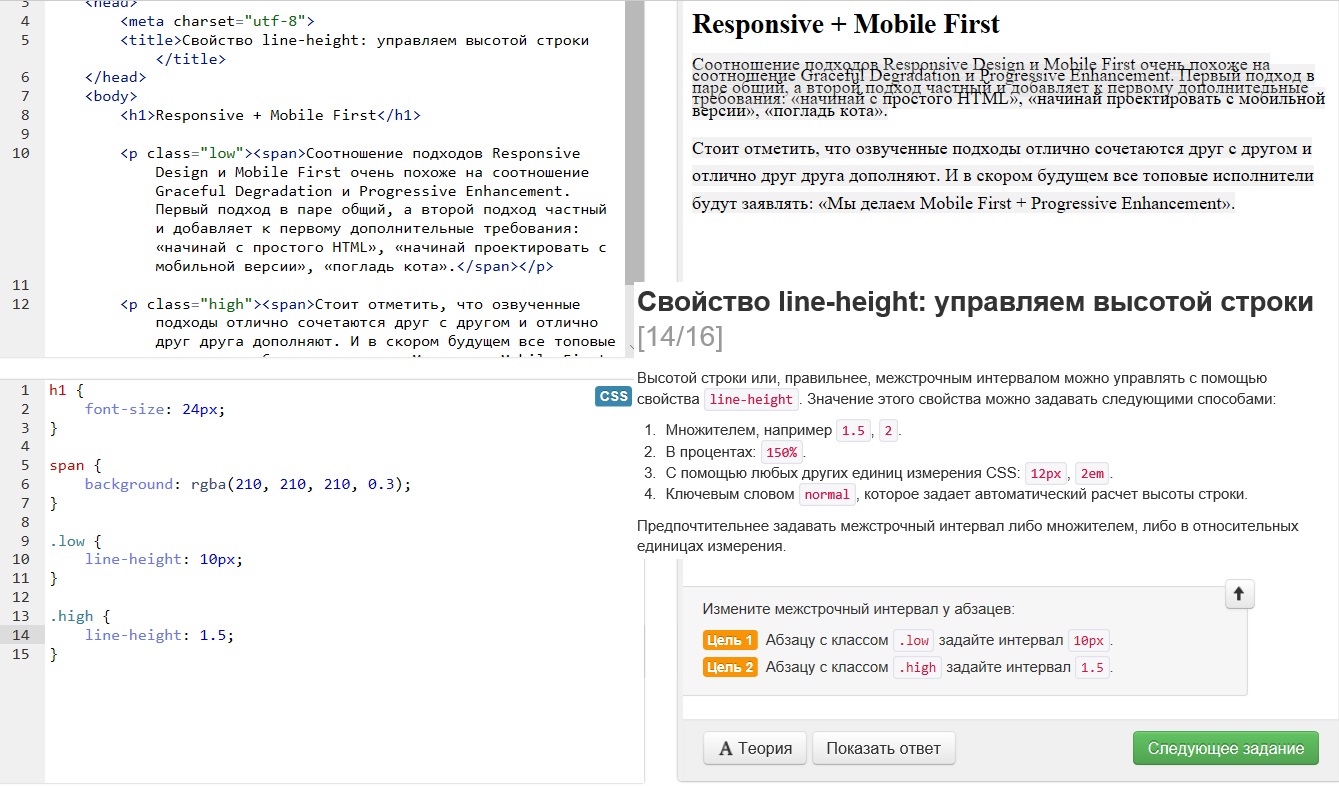 3 <head>
4 <meta charset="utf-8">
5 <title>Свойство line-height: управляем высотой строки
</title>
6 </head>
7 <body>
8 <h1>Responsive + Mobile First</h1>
9
10 <p class="low"><span>Соотношение подходов Responsive
Design и Mobile First очень похоже на соотношение
Graceful Degradation и Progressive Enhancement.
Первый подход в паре общий, а второй подход частный
и добавляет к первому дополнительные требования:
«начинай с простого HTML», «начинай проектировать с
мобильной версии», «погладь кота».</span></p>
11
12 <p class="high"><span>Стоит отметить, что озвученные
подходы отлично сочетаются друг с другом и отлично
друг друга дополняют. И в скором будущем все топовые
1 h1 {
2 font-size: 24px;
3 }
4
5 span {
6 background: rgba(210, 210, 210, 0.3);
7 }
8
9 .low {
10 line-height: 10px;
11 }
12
13 .high {
14 line-height: 1.5;
15 }
CSS
Responsive + Mobile First
Соотношение подходов Responsive Design и Mobile First очень похоже на
соотношение Graceful Degradation и Progressive Enhancement. Первый подход в
паре общий, а второй подход частный и добавляет к первому дополнительные
требования: «начинай с простого HTML», «начинай проектировать с мобильной
версии», «погладь кота».
Стоит отметить, что озвученные подходы отлично сочетаются друг с другом и
отлично друг друга дополняют. И в скором будущем все топовые исполнители
будут заявлять: «Мы делаем Mobile First + Progressive Enhancement».
Свойство line-height: управляем высотой строки
[14/16]
Высотой строки или, правильнее, межстрочным интервалом можно управлять с помощью
свойства line-height. Значение этого свойства можно задавать следующими способами:
1. Множителем, например 1.5, 2.
2. В процентах: 150%.
3. С помощью любых других единиц измерения CSS: 12px, 2em.
4. Ключевым словом normal, которое задает автоматический расчет высоты строки.
Предпочтительнее задавать межстрочный интервал либо множителем, либо в относительных
единицах измерения.
Измените межстрочный интервал у абзацев:
Цель 1 Абзацу с классом .low задайте интервал 10px.
Цель 2 Абзацу с классом .high задайте интервал 1.5.
A Теория
Показать ответ
Следующее задание